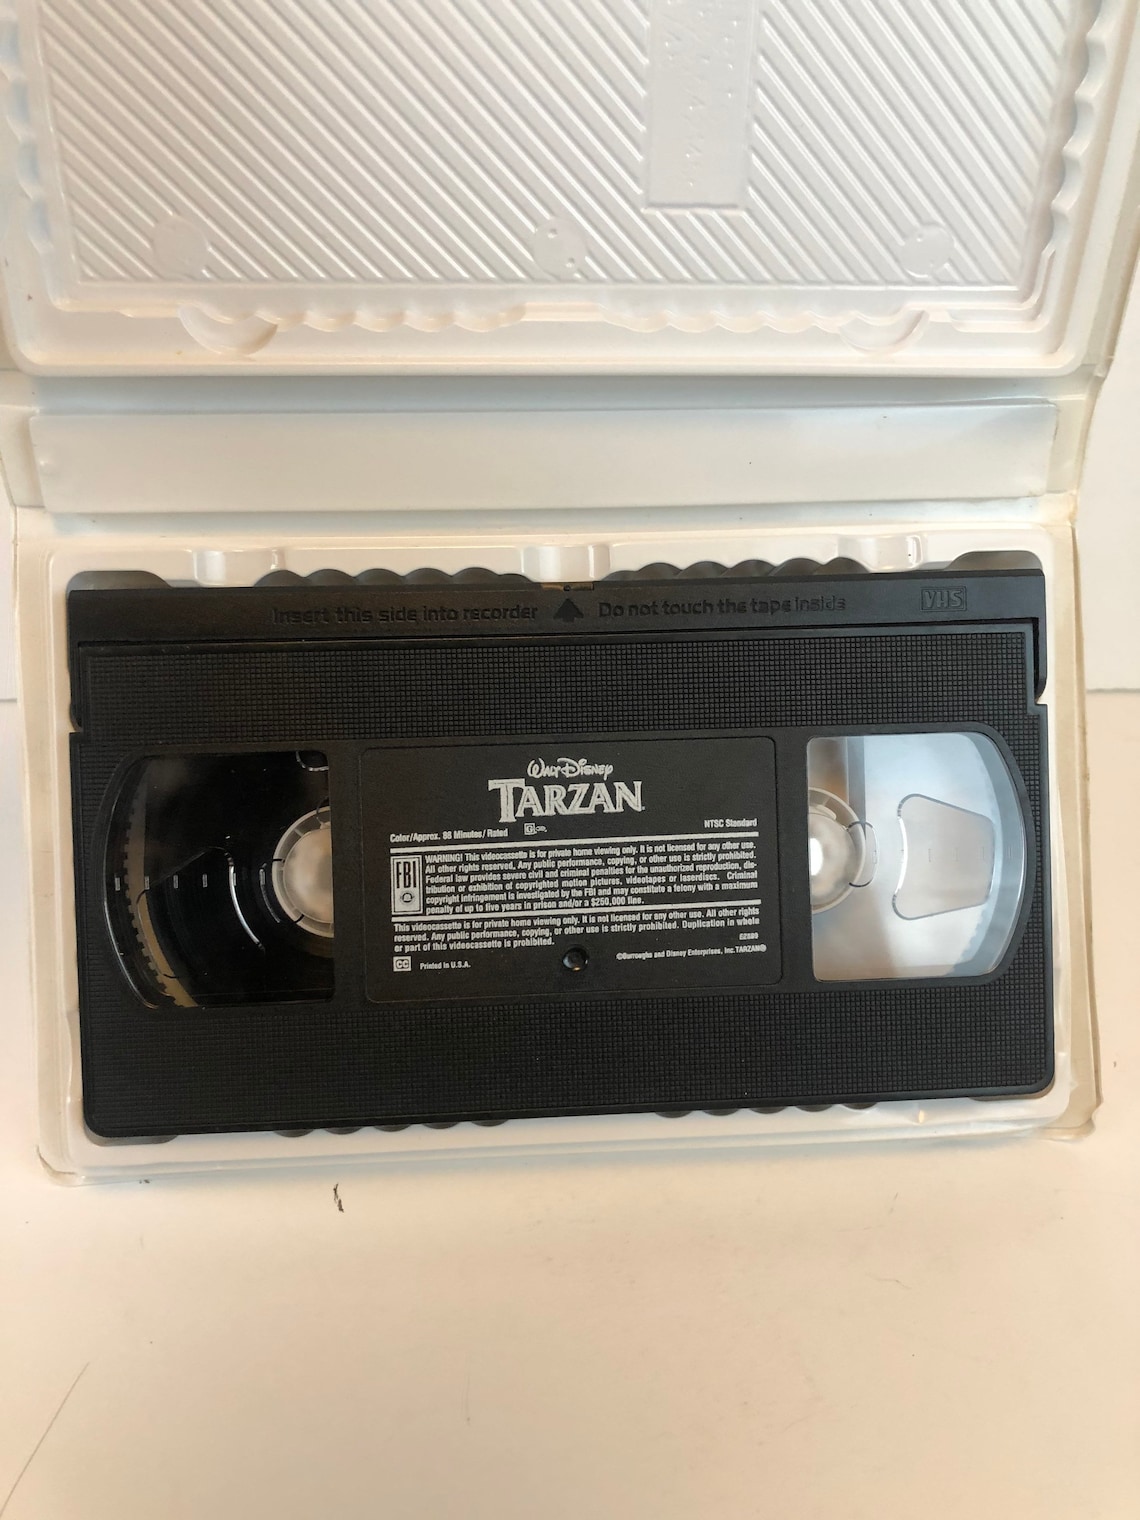 Insert this side into recorder Do not touch the tape inside VHS
WALT DISNEY
TARZAN
Color/Approx. 88 Minutes/Rated G NTSC Standard
FBI
WARNING! This videocassette is for private home viewing only. It is not licensed for any other use.
All other rights reserved. Any public performance, copying, or other use is strictly prohibited.
Federal law provides severe civil and criminal penalties for the unauthorized reproduction, dis-
tribution or exhibition of copyrighted motion pictures, videotapes or laserdiscs. Criminal
copyright infringement is investigated by the FBI and may constitute a felony with a maximum
penalty of up to five years in prison and/or a $250,000 fine.
This videocassette is for private home viewing only. It is not licensed for any other use. All other rights
reserved. Any public performance, copying, or other use is strictly prohibited. Duplication in whole
or part of this videocassette is prohibited.
CC Printed in U.S.A. ©Burroughs and Disney Enterprises, Inc. TARZAN®